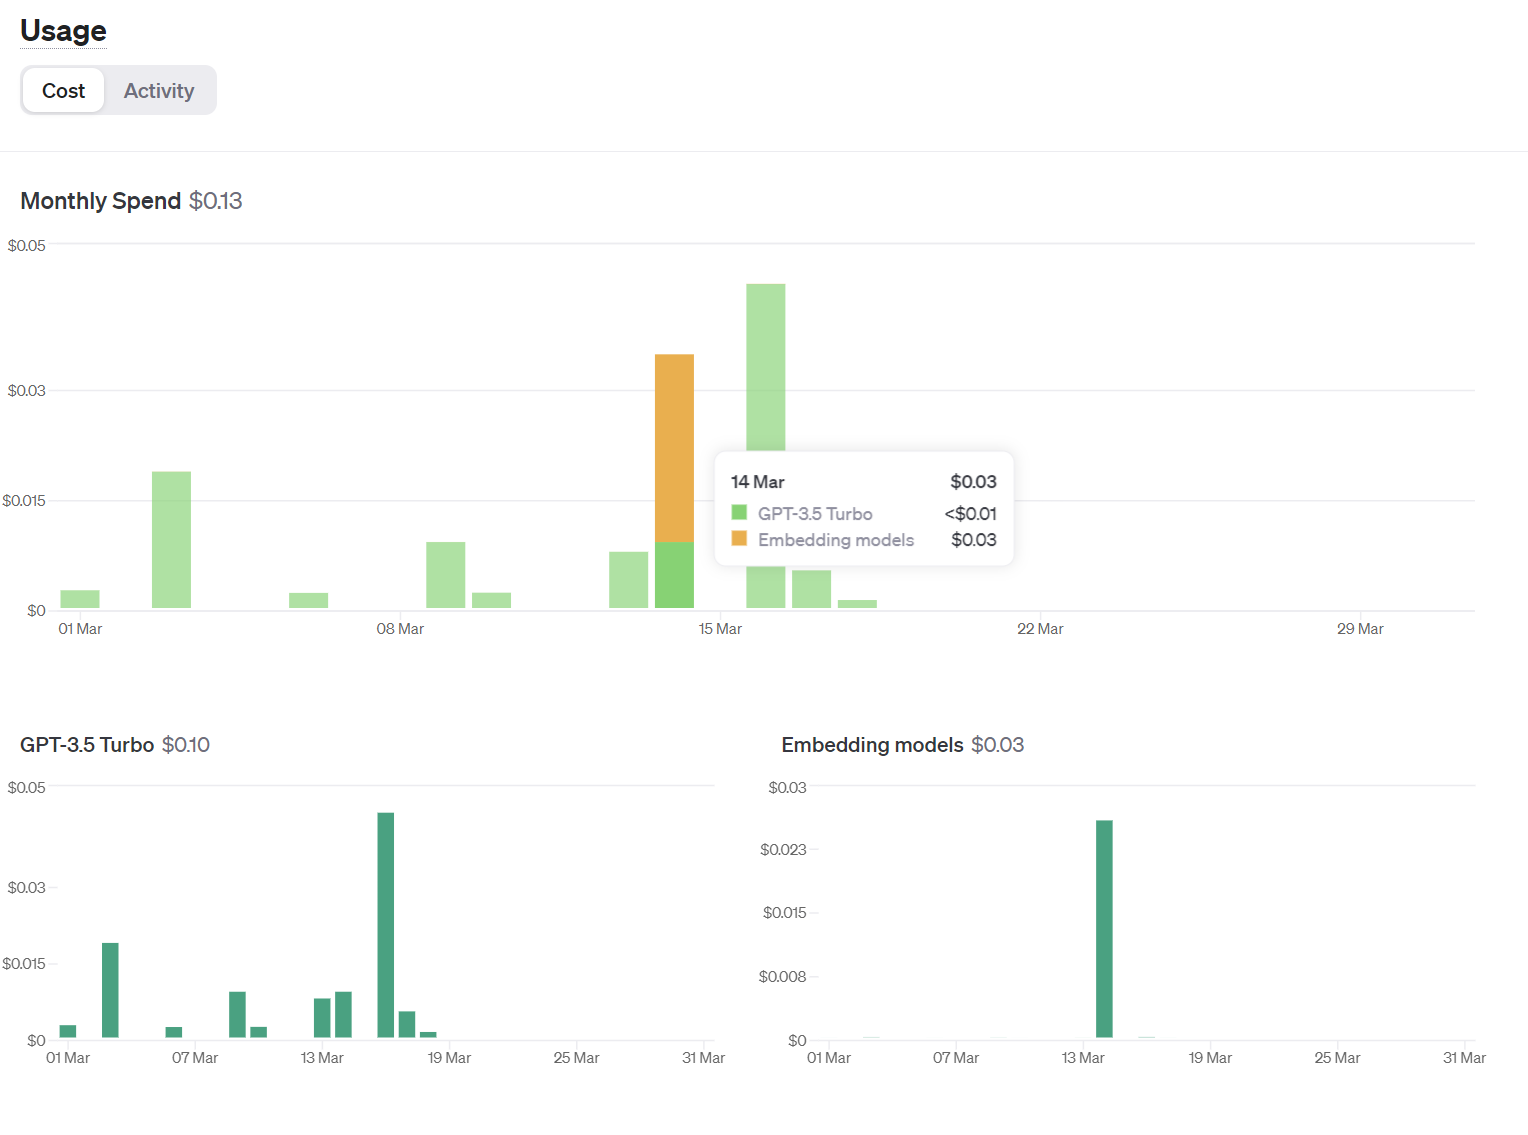 Usage
Cost Activity
Monthly Spend $0.13
$0.05
$0.03
$0.015
$0
01 Mar 08 Mar 15 Mar 22 Mar 29 Mar
14 Mar $0.03
GPT-3.5 Turbo <$0.01
Embedding models $0.03
GPT-3.5 Turbo $0.10
$0.05
$0.03
$0.015
$0
01 Mar 07 Mar 13 Mar 19 Mar 25 Mar 31 Mar
Embedding models $0.03
$0.03
$0.023
$0.015
$0.008
$0
01 Mar 07 Mar 13 Mar 19 Mar 25 Mar 31 Mar